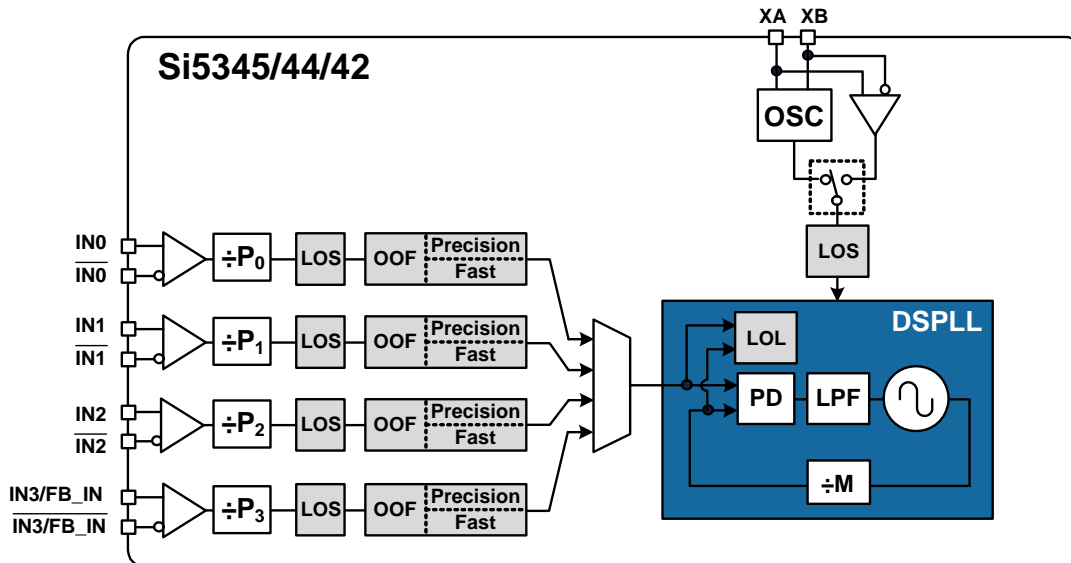 XA XB
Si5345/44/42
OSC
LOS
IN0
IN0
÷P0
LOS
OOF
Precision
Fast
IN1
IN1
÷P1
LOS
OOF
Precision
Fast
IN2
IN2
÷P2
LOS
OOF
Precision
Fast
IN3/FB_IN
IN3/FB_IN
÷P3
LOS
OOF
Precision
Fast
DSPLL
LOL
PD
LPF
÷M